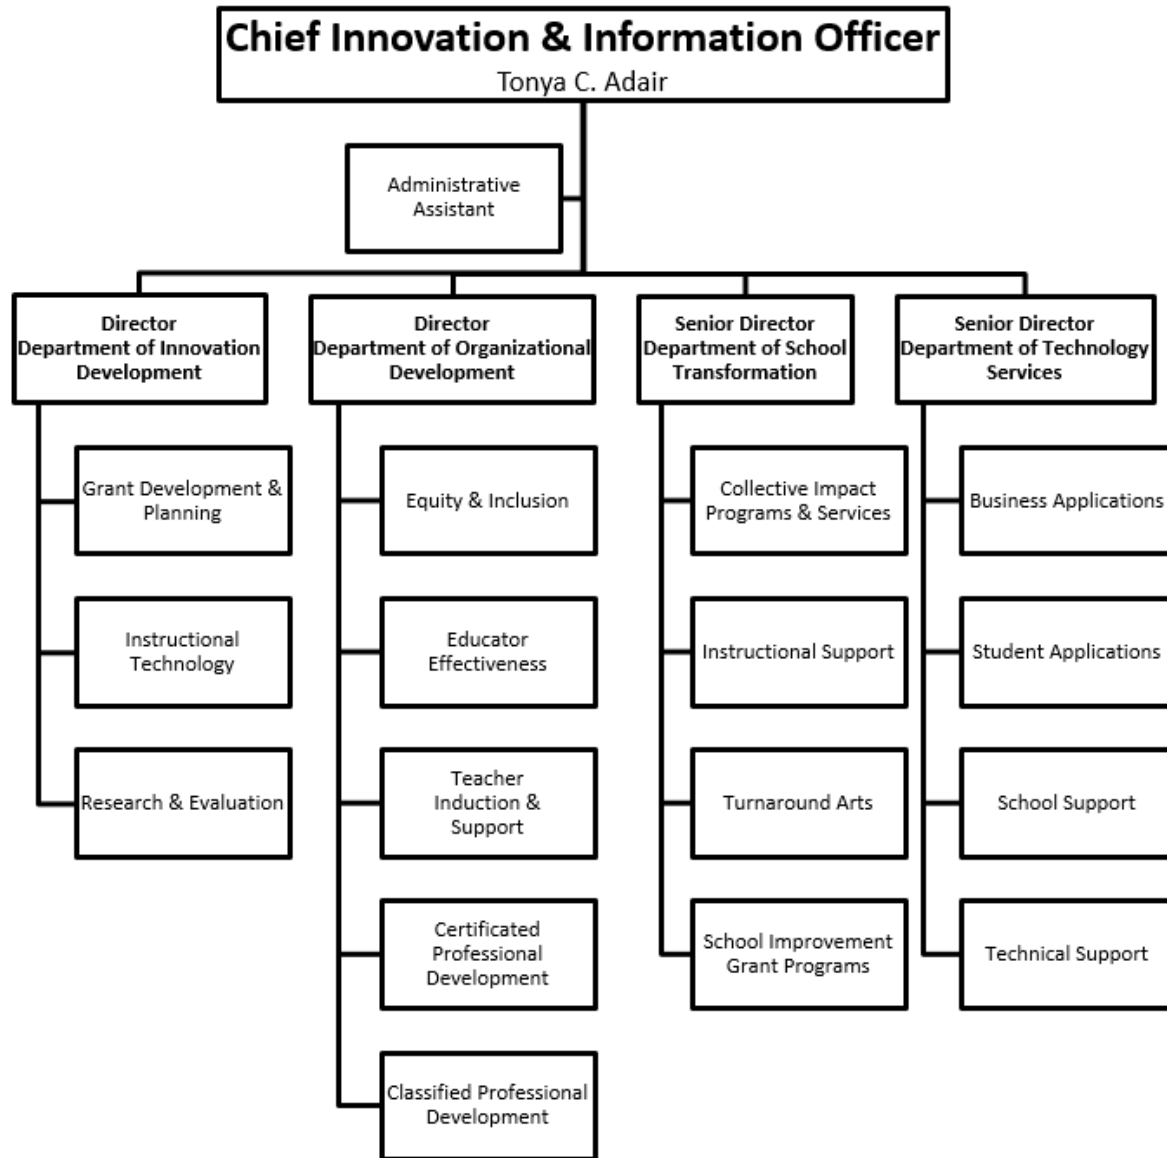 Chief Innovation & Information Officer
Tonya C. Adair
Administrative
Assistant
Director
Department of Innovation
Development
Director
Department of Organizational
Development
Senior Director
Department of School
Transformation
Senior Director
Department of Technology
Services
Grant Development &
Planning
Instructional
Technology
Research & Evaluation
Equity & Inclusion
Educator
Effectiveness
Teacher
Induction &
Support
Certificated
Professional
Development
Classified Professional
Development
Collective Impact
Programs & Services
Instructional Support
Turnaround Arts
School Improvement
Grant Programs
Business Applications
Student Applications
School Support
Technical Support